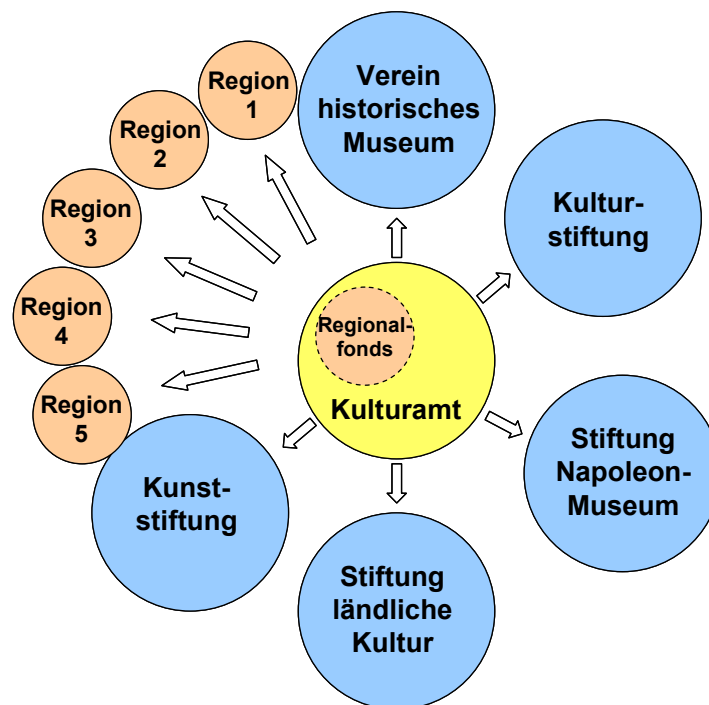 Verein
historisches
Museum
Region
1
Region
2
Region
3
Region
4
Region
5
Kultur-
stiftung
Regional-
fonds
Kulturamt
Stiftung
Napoleon-
Museum
Kunst-
stiftung
Stiftung
ländliche
Kultur